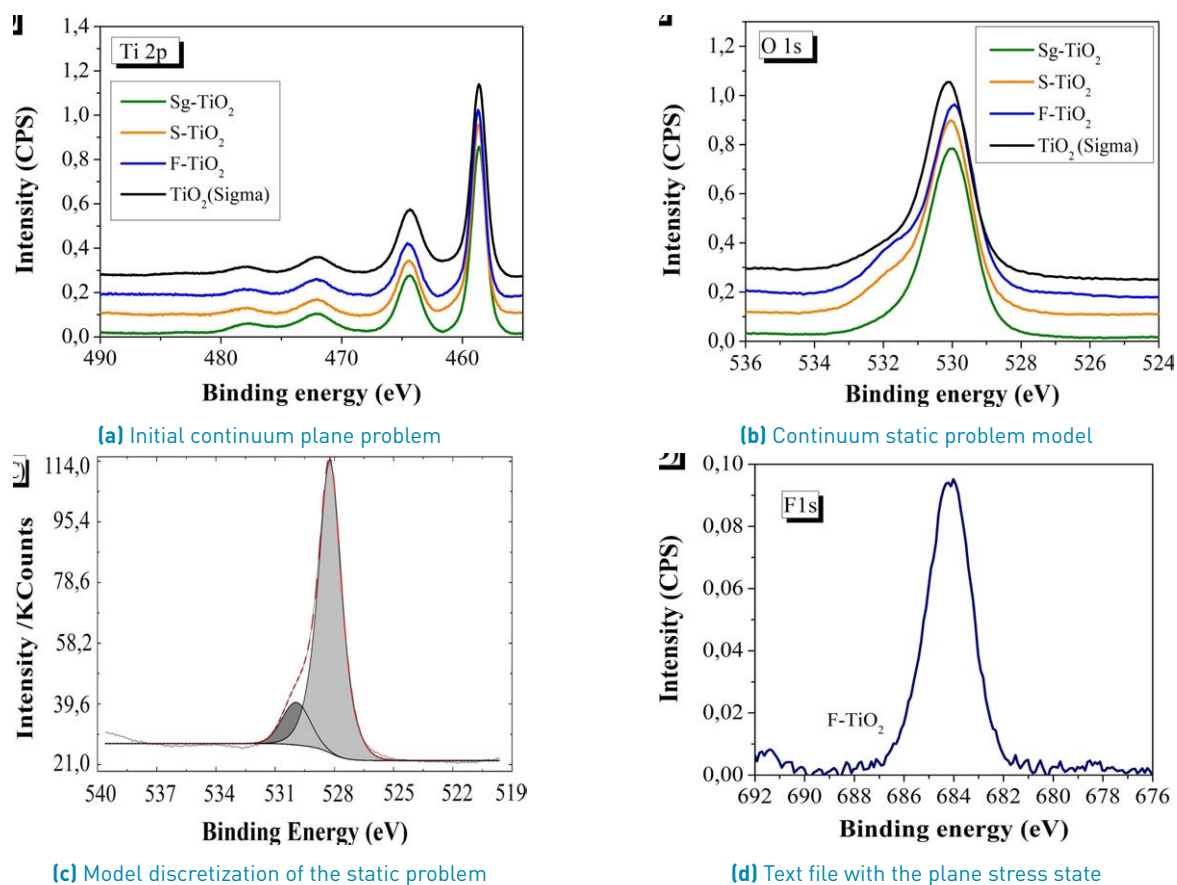 Ti 2p
Sg-TiO2
S-TiO2
F-TiO2
TiO2(Sigma)
Intensity (CPS)
1,4
1,2
1,0
0,8
0,6
0,4
0,2
0,0
490 480 470 460
Binding energy (eV)
(a) Initial continuum plane problem
O 1s
Sg-TiO2
S-TiO2
F-TiO2
TiO2 (Sigma)
Intensity (CPS)
1,2
1,0
0,8
0,6
0,4
0,2
0,0
536 534 532 530 528 526 524
Binding energy (eV)
(b) Continuum static problem model
Intensity /KCounts
114,0
95,4
78,6
58,2
39,6
21,0
540 537 531 530 528 525 522 519
Binding Energy (eV)
(c) Model discretization of the static problem
F1s
F-TiO2
Intensity (CPS)
0,10
0,08
0,06
0,04
0,02
0,00
692 690 688 686 684 682 680 678 676
Binding energy (eV)
(d) Text file with the plane stress state